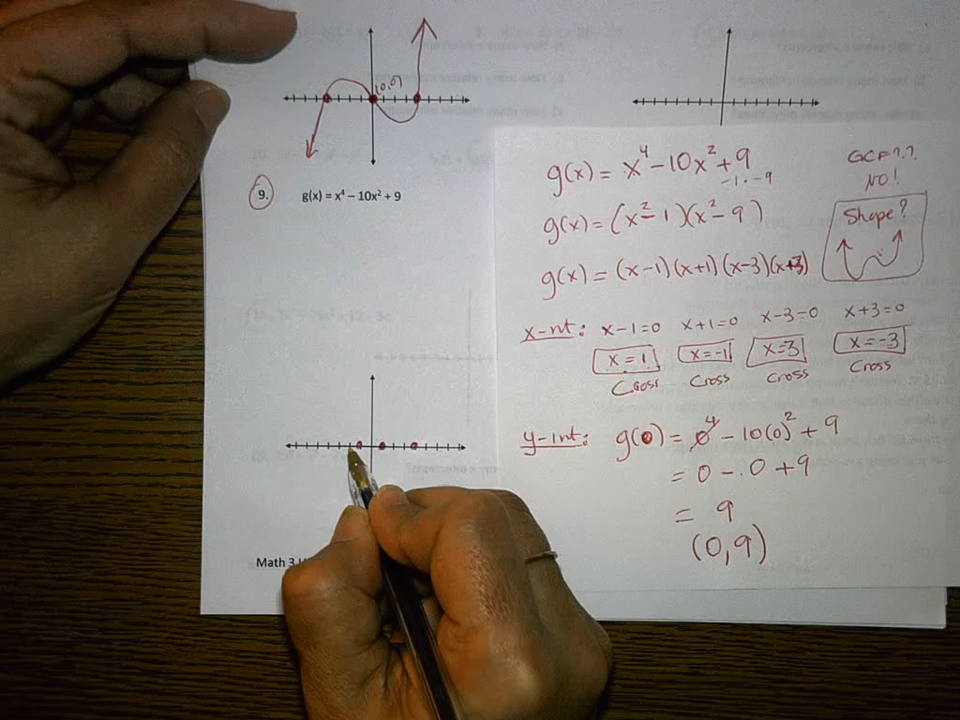 (0,0)
9.
g(x) = x⁴ – 10x² + 9
g(x) = x⁴ – 10x² + 9
-1 · -9
g(x) = (x² - 1)(x² - 9)
g(x) = (x-1)(x+1)(x-3)(x+3)
GCF??
NO!
Shape?
x-nt: x-1=0 x+1=0 x-3=0 x+3=0
x = 1 x=-1 x=3 x=-3
Cross Cross Cross
y-int: g(0) = 0⁴ - 10(0)² + 9
= 0 - 0 + 9
= 9
(0,9)
Math 3